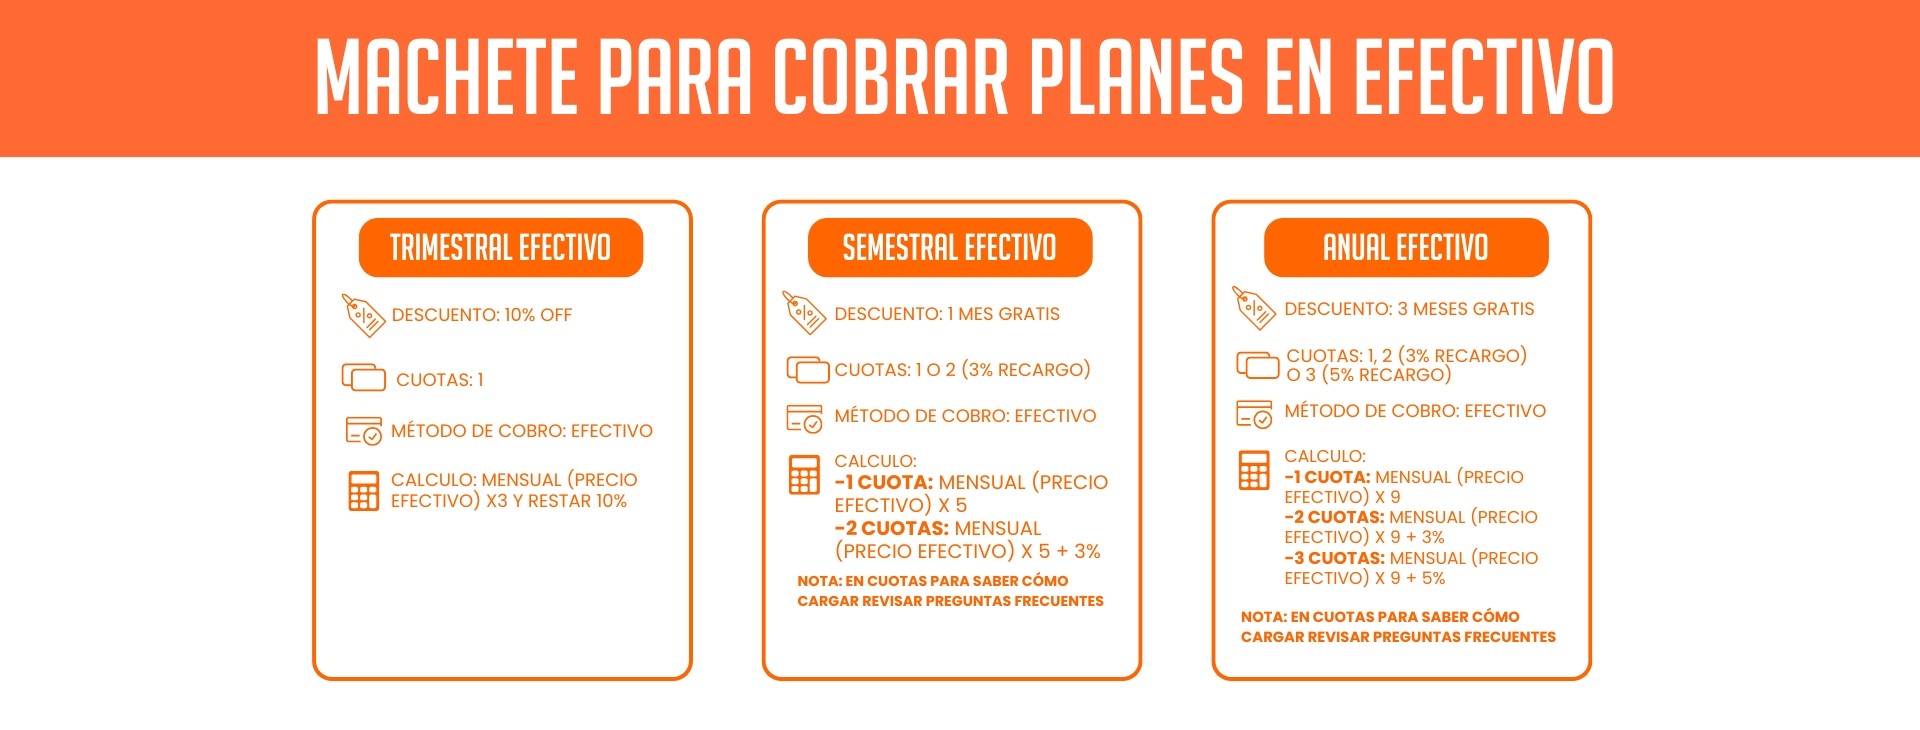 MACHETE PARA COBRAR PLANES EN EFECTIVO
TRIMESTRAL EFECTIVO
DESCUENTO: 10% OFF
CUOTAS: 1
MÉTODO DE COBRO: EFECTIVO
CALCULO: MENSUAL (PRECIO
EFECTIVO) X3 Y RESTAR 10%
SEMESTRAL EFECTIVO
DESCUENTO: 1 MES GRATIS
CUOTAS: 1 O 2 (3% RECARGO)
MÉTODO DE COBRO: EFECTIVO
CALCULO:
-1 CUOTA: MENSUAL (PRECIO
EFECTIVO) X 5
-2 CUOTAS: MENSUAL
(PRECIO EFECTIVO) X 5 + 3%
NOTA: EN CUOTAS PARA SABER CÓMO
CARGAR REVISAR PREGUNTAS FRECUENTES
ANUAL EFECTIVO
DESCUENTO: 3 MESES GRATIS
CUOTAS: 1, 2 (3% RECARGO)
O 3 (5% RECARGO)
MÉTODO DE COBRO: EFECTIVO
CALCULO:
-1 CUOTA: MENSUAL (PRECIO
EFECTIVO) X 9
-2 CUOTAS: MENSUAL (PRECIO
EFECTIVO) X 9 + 3%
-3 CUOTAS: MENSUAL (PRECIO
EFECTIVO) X 9 + 5%
NOTA: EN CUOTAS PARA SABER CÓMO
CARGAR REVISAR PREGUNTAS FRECUENTES